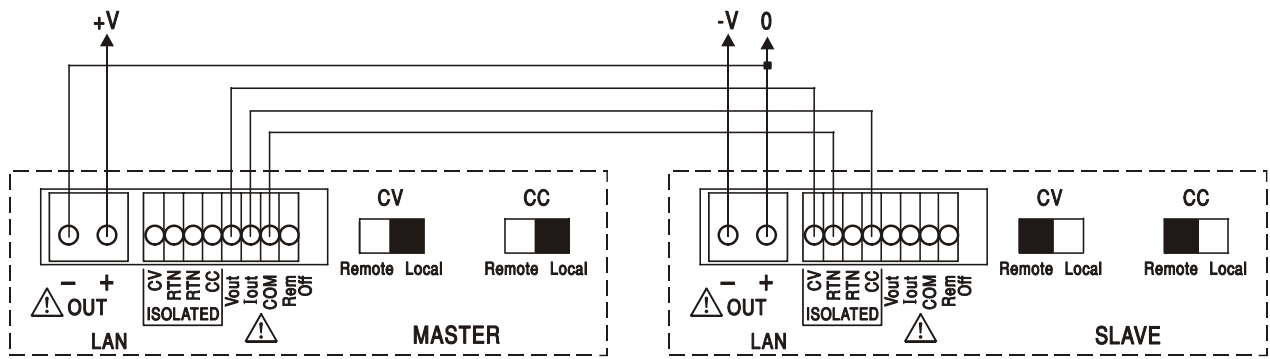 +V
-V 0
CV CC
Remote Local Remote Local
- +
OUT
CV RTN RTN CC Vout Iout COM Rem Off
ISOLATED
LAN
MASTER
CV CC
Remote Local Remote Local
- +
OUT
CV RTN RTN CC Vout Iout COM Rem Off
ISOLATED
LAN
SLAVE